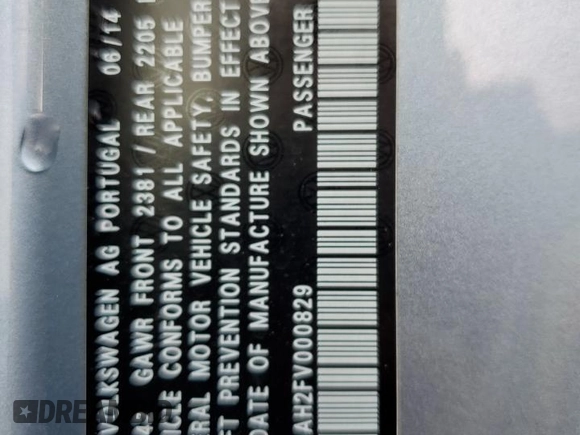 VOLKSWAGEN AG PORTUGAL 06/14
GAWR FRONT 2381 / REAR 2205
CONFORMS TO ALL APPLICABLE
MOTOR VEHICLE SAFETY, BUMPER
PREVENTION STANDARDS IN EFFECT
DATE OF MANUFACTURE SHOWN ABOVE
AH2FV000829 PASSENGER